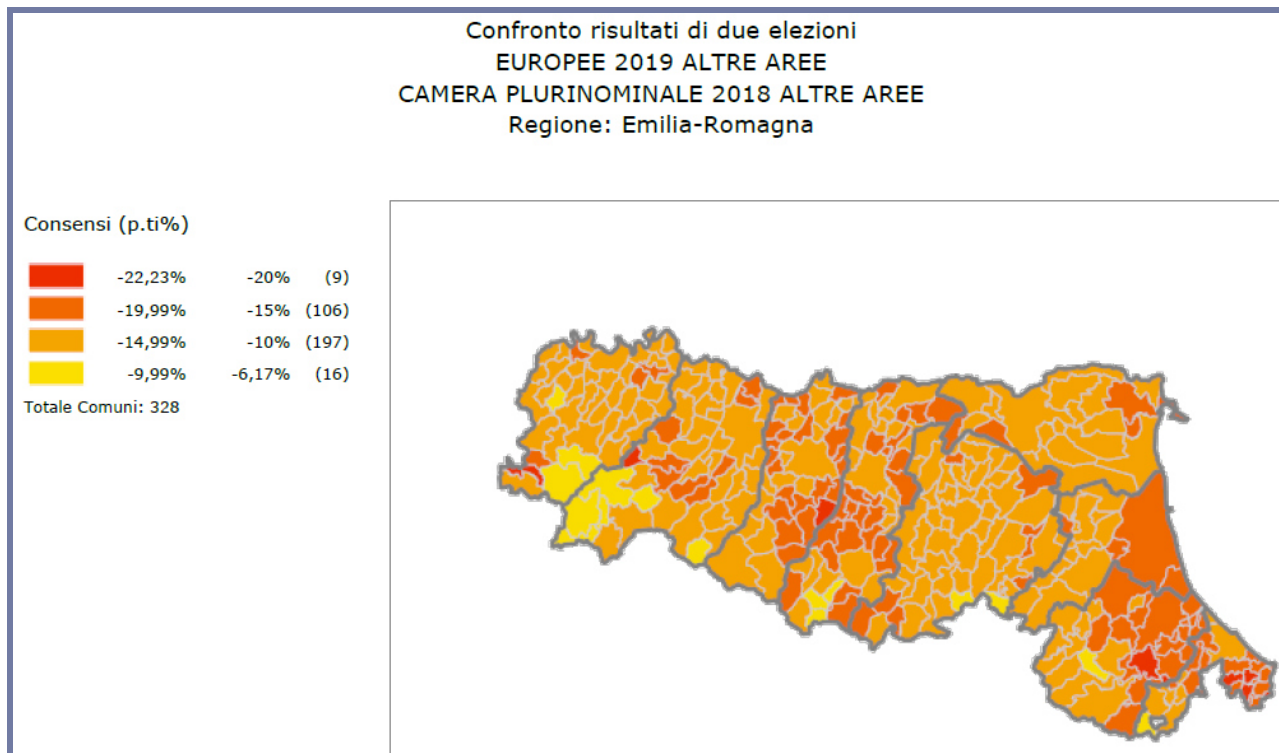 Confronto risultati di due elezioni
EUROPEE 2019 ALTRE AREE
CAMERA PLURINOMINALE 2018 ALTRE AREE
Regione: Emilia-Romagna
Consensi (p.ti%)
-22,23% -20% (9)
-19,99% -15% (106)
-14,99% -10% (197)
-9,99% -6,17% (16)
Totale Comuni: 328